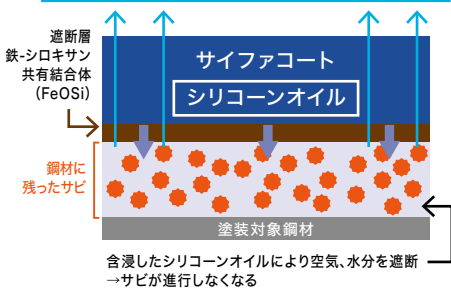 遮断層
鉄-シロキサン
共有結合体
(FeOSi)
サイファコート
シリコーンオイル
鋼材に
残ったサビ
塗装対象鋼材
含浸したシリコーンオイルにより空気、水分を遮断
→サビが進行しなくなる